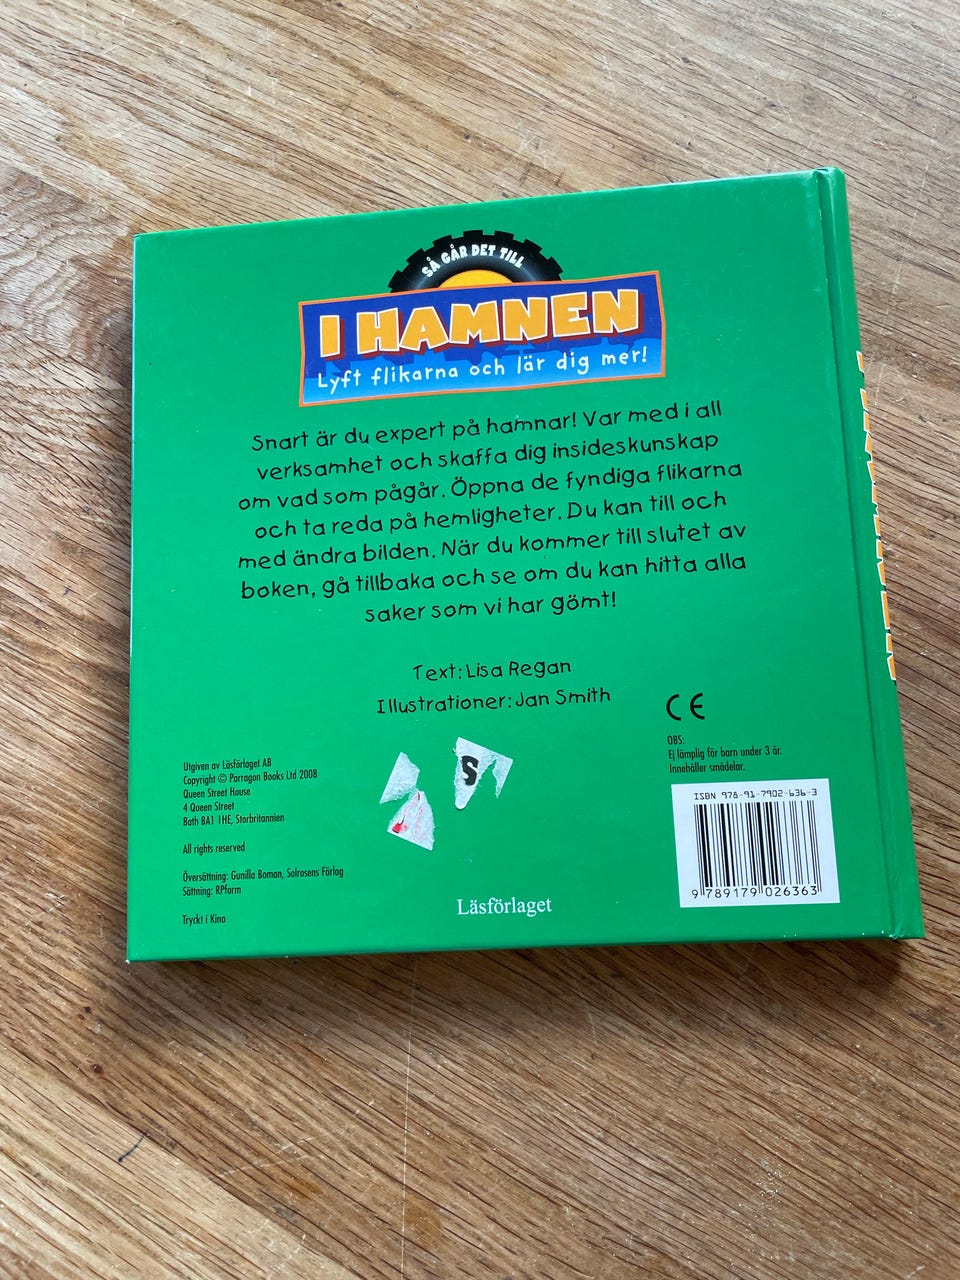 SÅ GÅR DET TILL
I HAMNEN
Lyft flikarna och lär dig mer!
Snart är du expert på hamnar! Var med i all
verksamhet och skaffa dig insideskunskap
om vad som pågår. Öppna de fyndiga flikarna
och ta reda på hemligheter. Du kan till och
med ändra bilden. När du kommer till slutet av
boken, gå tillbaka och se om du kan hitta alla
saker som vi har gömt!
Text: Lisa Regan
Illustrationer: Jan Smith
CE
OBS:
Ej lämplig för barn under 3 år.
Innehåller smådelar.
Utgiven av Läsförlaget AB
Copyright © Parragon Books Ltd 2008
Queen Street House
4 Queen Street
Bath BA1 1HE, Storbritannien
All rights reserved
Översättning: Gunilla Boman, Solrosens Förlag
Sättning: RPform
Tryckt i Kina
S
Läsförlaget
ISBN 978-91-7902-636-3
9 789179 026363
I HAMNEN